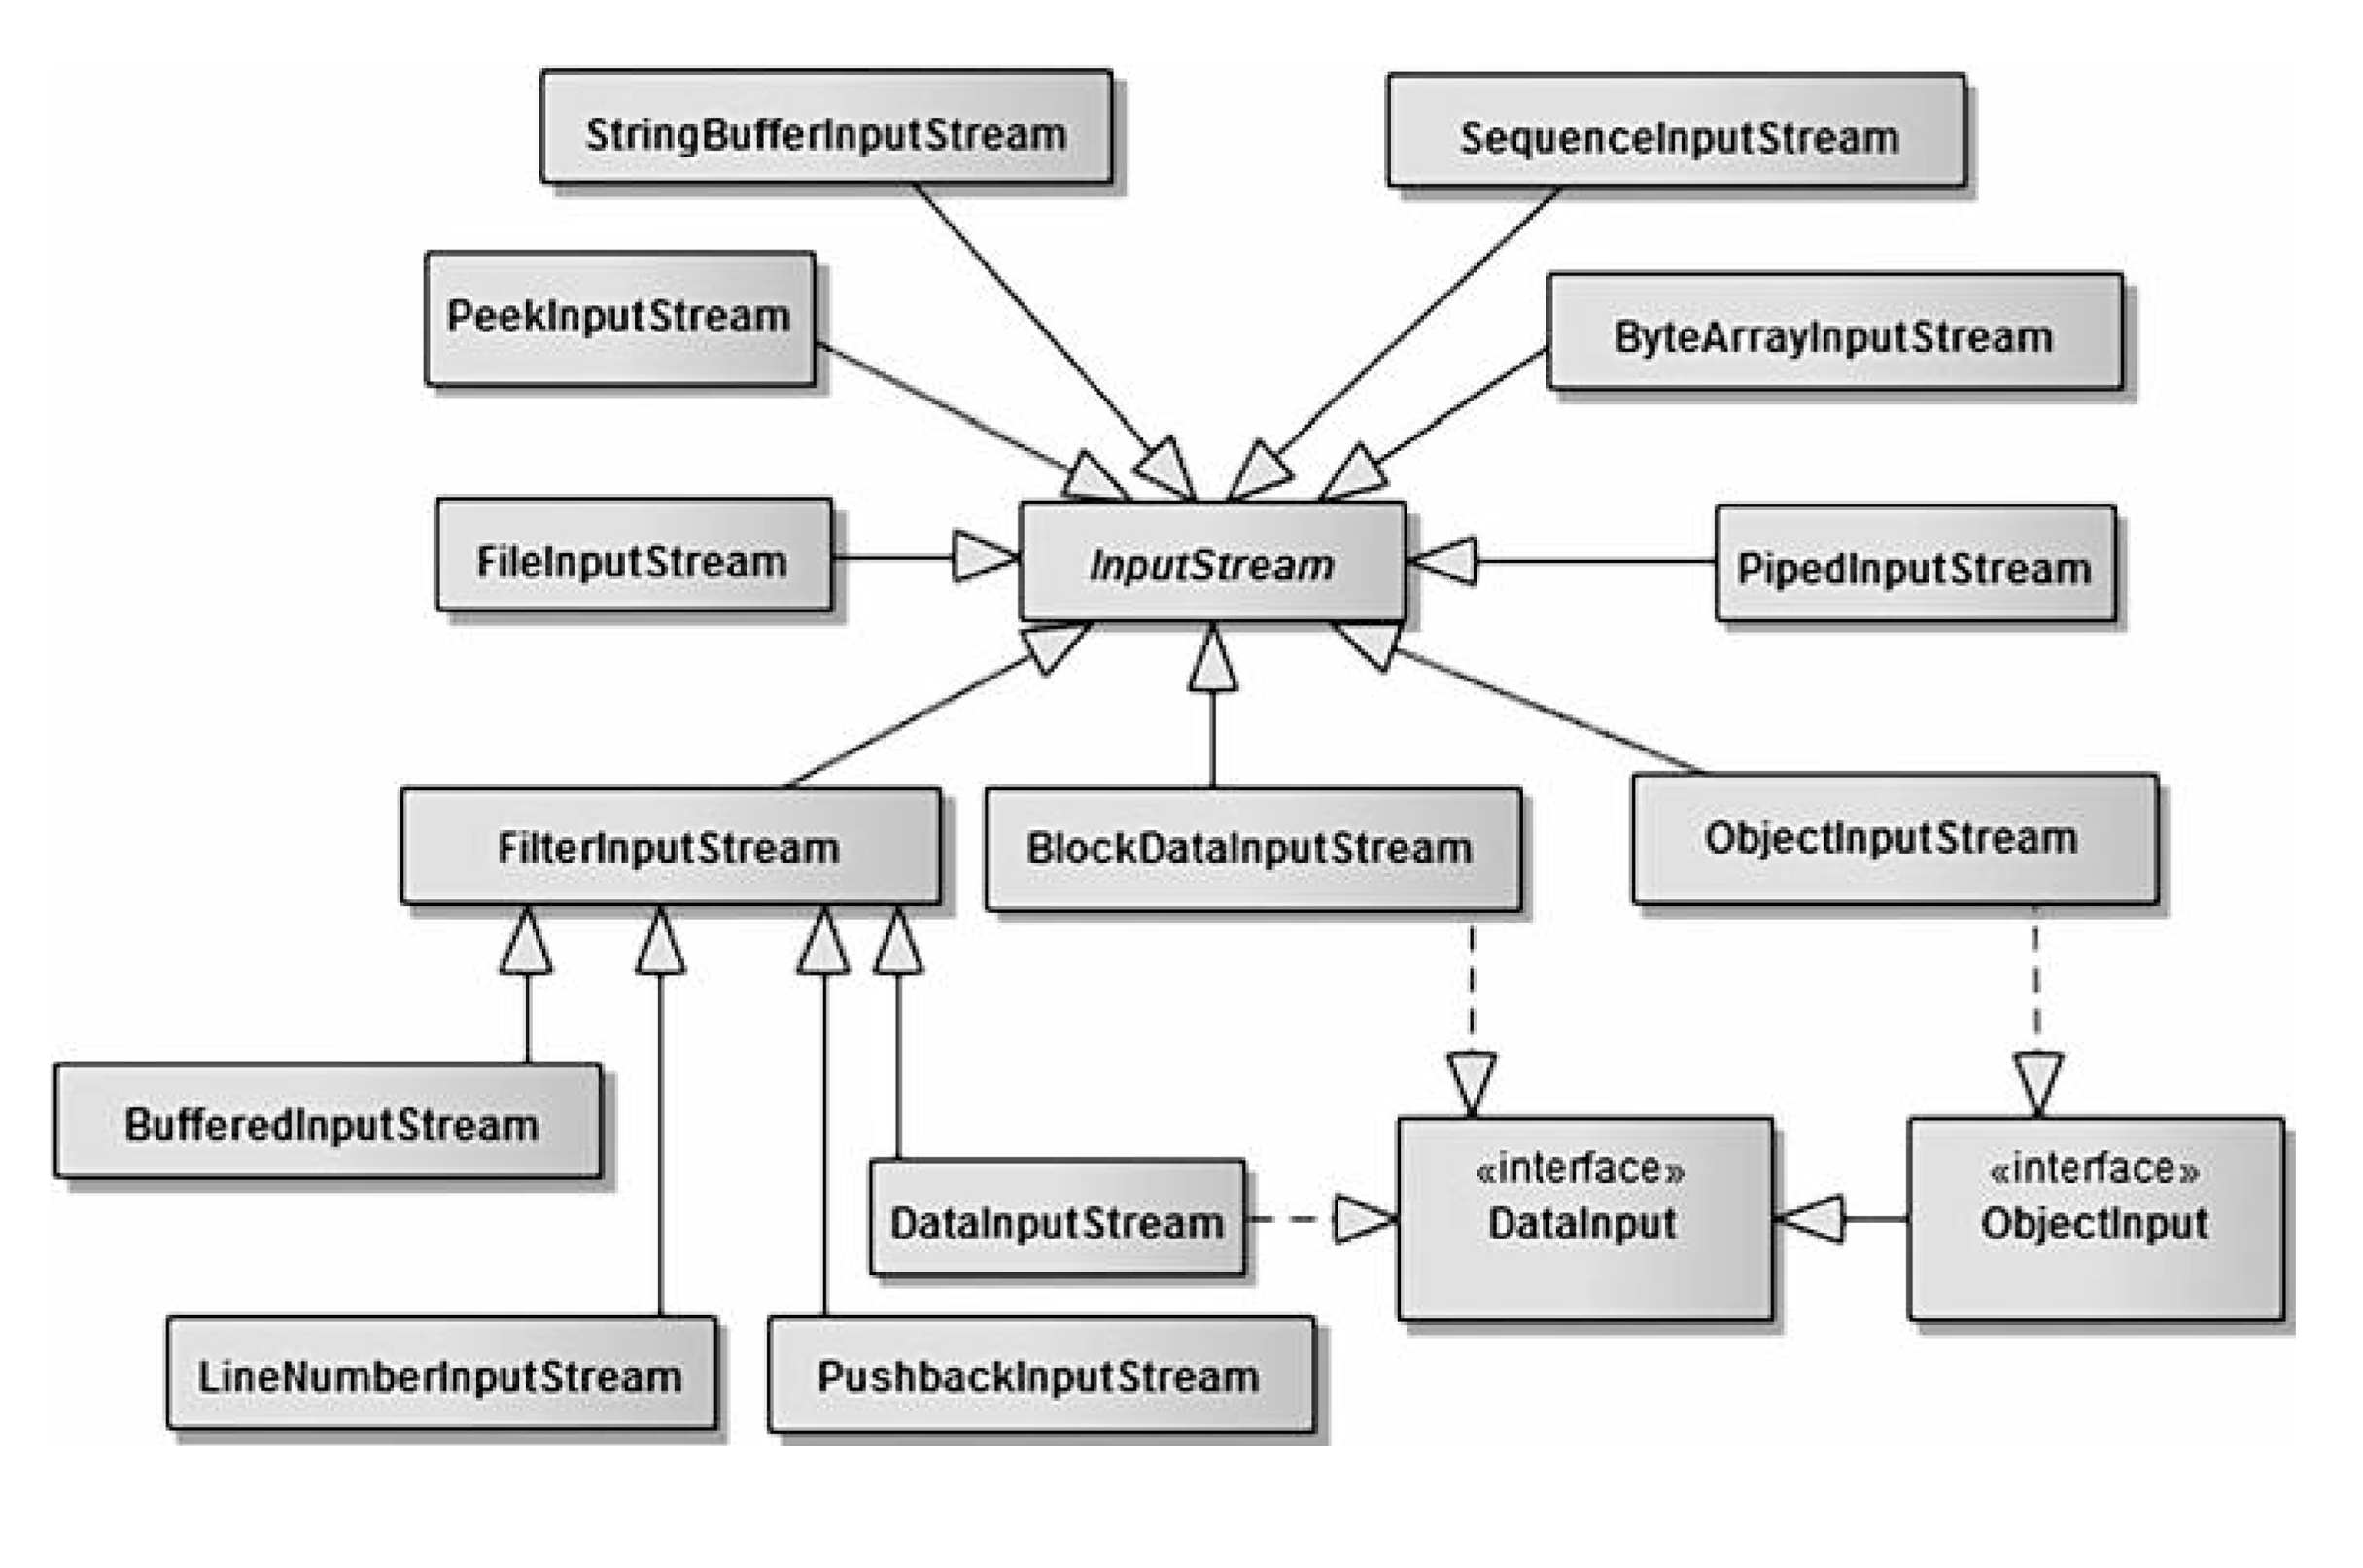 StringBufferInputStream
SequenceInputStream
PeekInputStream
ByteArrayInputStream
FileInputStream
InputStream
PipedInputStream
FilterInputStream
BlockDataInputStream
ObjectInputStream
BufferedInputStream
DataInputStream
«interface»
DataInput
«interface»
ObjectInput
LineNumberInputStream
PushbackInputStream